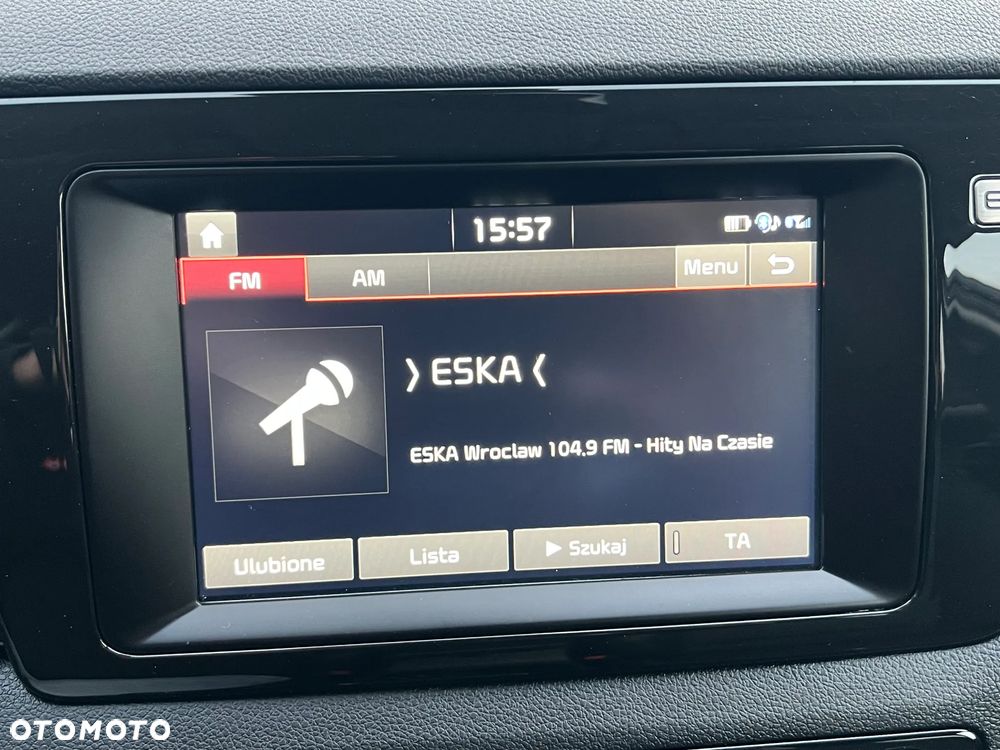 15:57
FM AM Menu
ESKA
ESKA Wroclaw 104.9 FM - Hity Na Czasie
Ulubione Lista Szukaj TA
OTOMOTO